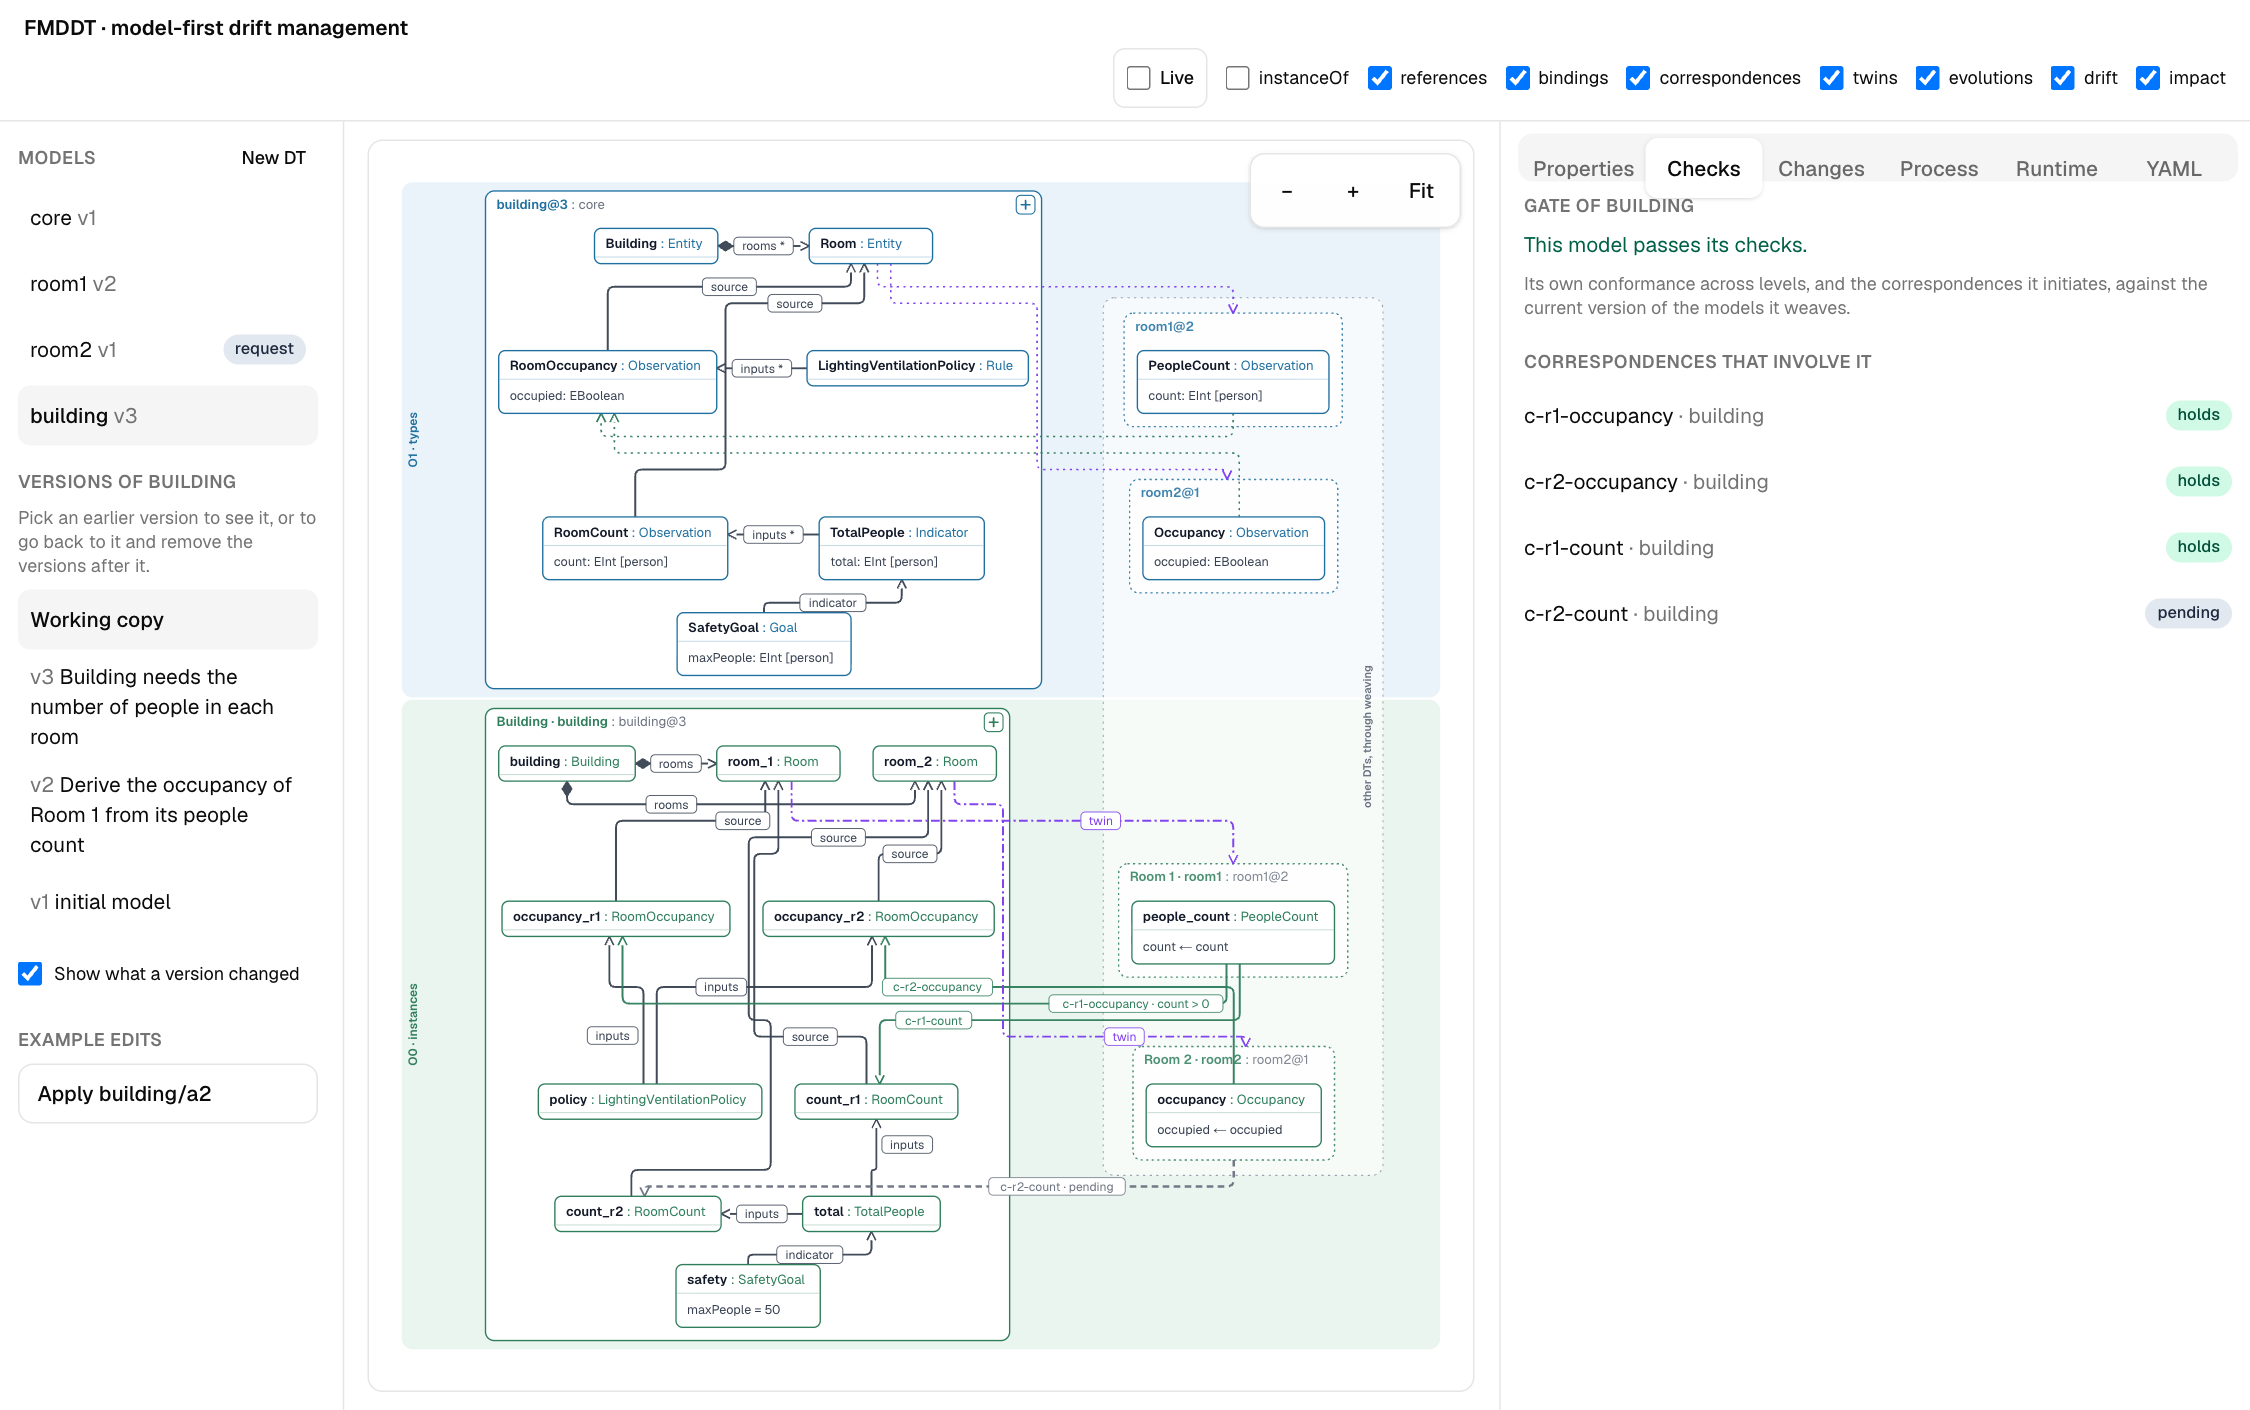 FMDDT · model-first drift management
Live
instanceOf
references
bindings
correspondences
twins
evolutions
drift
impact
MODELS
New DT
core v1
room1 v2
room2 v1
request
building v3
VERSIONS OF BUILDING
Pick an earlier version to see it, or to
go back to it and remove the
versions after it.
Working copy
v3 Building needs the
number of people in each
room
v2 Derive the occupancy of
Room 1 from its people
count
v1 initial model
Show what a version changed
EXAMPLE EDITS
Apply building/a2
− + Fit
O1 · types
building@3 : core
+
Building : Entity
rooms *
Room : Entity
source
source
RoomOccupancy : Observation
occupied: EBoolean
inputs *
LightingVentilationPolicy : Rule
RoomCount : Observation
count: EInt [person]
inputs *
TotalPeople : Indicator
total: EInt [person]
indicator
SafetyGoal : Goal
maxPeople: EInt [person]
room1@2
PeopleCount : Observation
count: EInt [person]
room2@1
Occupancy : Observation
occupied: EBoolean
other DTs, through weaving
O0 · instances
Building · building : building@3
+
building : Building
rooms
room_1 : Room
room_2 : Room
rooms
source
source
source
twin
occupancy_r1 : RoomOccupancy
occupancy_r2 : RoomOccupancy
Room 1 · room1 : room1@2
people_count : PeopleCount
count ← count
inputs
c-r2-occupancy
c-r1-occupancy · count > 0
c-r1-count
inputs
source
twin
Room 2 · room2 : room2@1
policy : LightingVentilationPolicy
count_r1 : RoomCount
occupancy : Occupancy
occupied ← occupied
inputs
c-r2-count · pending
count_r2 : RoomCount
inputs
total : TotalPeople
indicator
safety : SafetyGoal
maxPeople = 50
Properties
Checks
Changes
Process
Runtime
YAML
GATE OF BUILDING
This model passes its checks.
Its own conformance across levels, and the correspondences it initiates, against the
current version of the models it weaves.
CORRESPONDENCES THAT INVOLVE IT
c-r1-occupancy · building
holds
c-r2-occupancy · building
holds
c-r1-count · building
holds
c-r2-count · building
pending